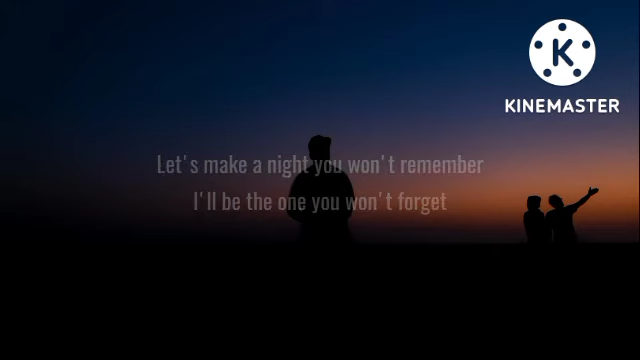 K
KINEMASTER
Let's make a night you won't remember
I'll be the one you won't forget